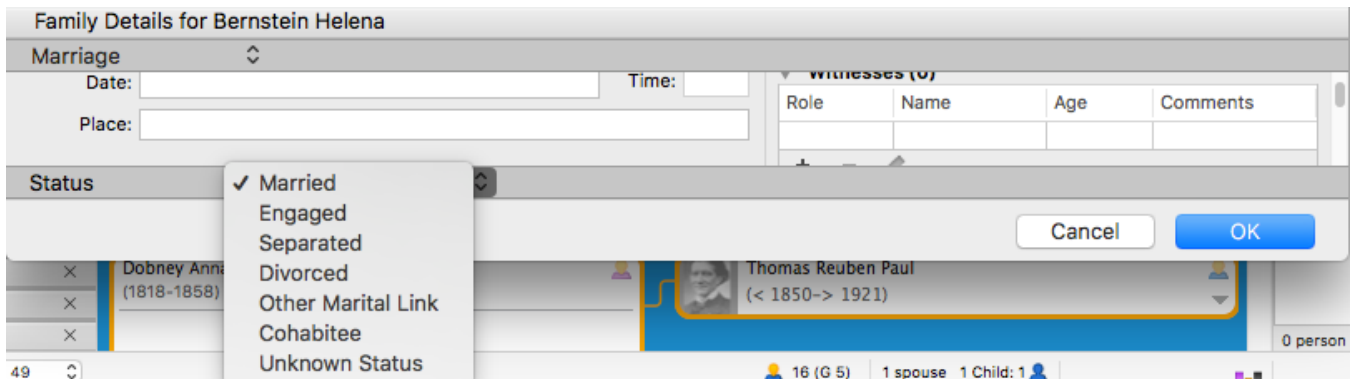 Family Details for Bernstein Helena
Marriage
Date:
Time:
Witnesses (0)
Role Name Age Comments
Place:
Status
✓ Married
Engaged
Separated
Divorced
Other Marital Link
Cohabitee
Unknown Status
Cancel OK
Dobney Anna
(1818-1858)
Thomas Reuben Paul
(< 1850-> 1921)
0 person
49
16 (G 5) 1 spouse 1 Child: 1